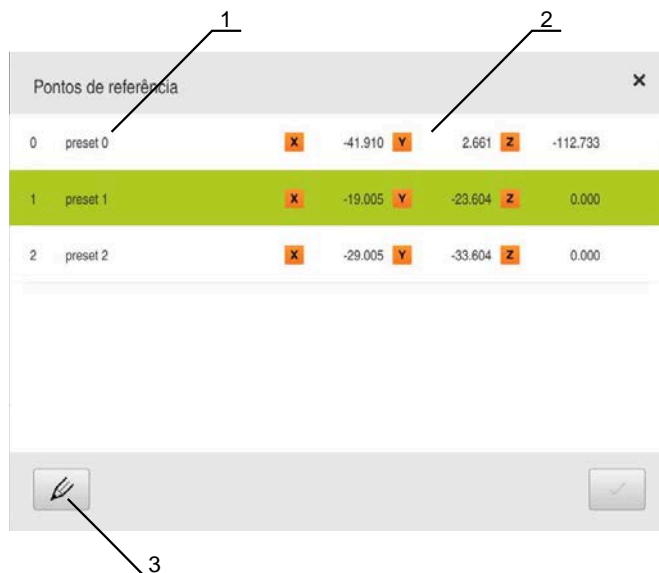 1 2
Pontos de referência ×
0 preset 0 X -41.910 Y 2.661 Z -112.733
1 preset 1 X -19.005 Y -23.604 Z 0.000
2 preset 2 X -29.005 Y -33.604 Z 0.000
3